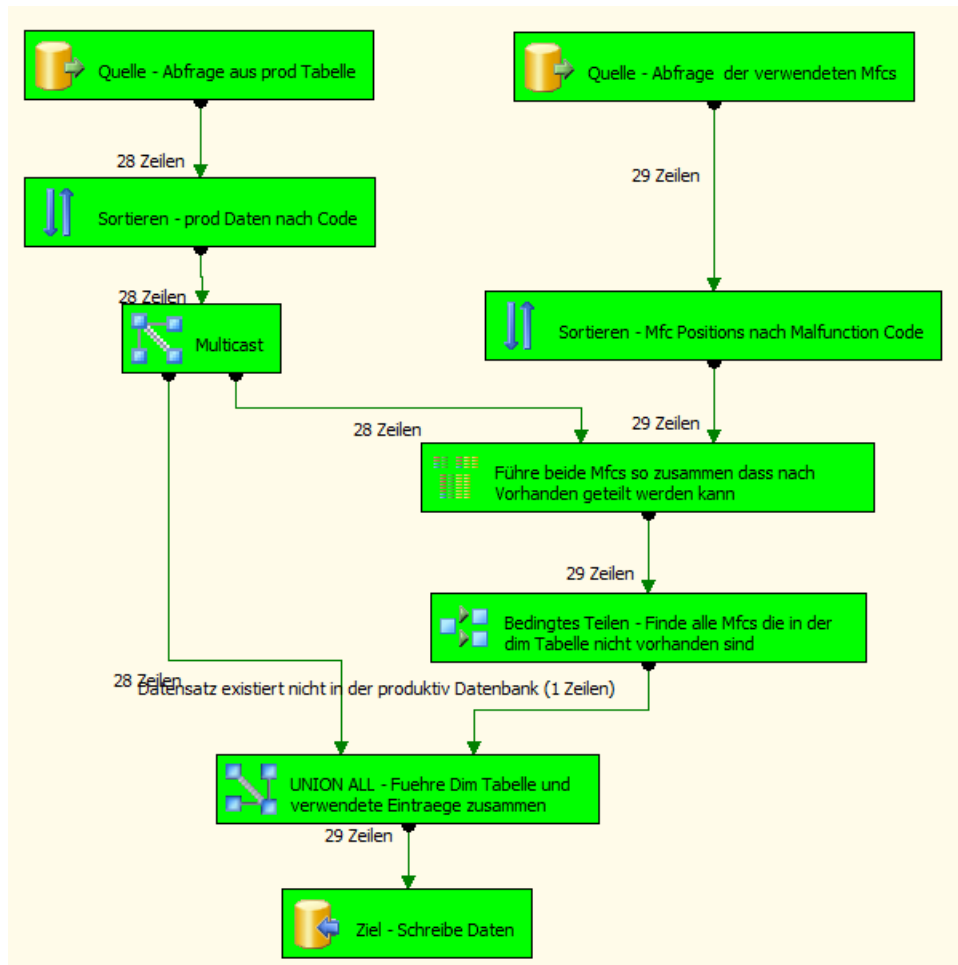 Quelle - Abfrage aus prod Tabelle
Quelle - Abfrage der verwendeten Mfcs
28 Zeilen
29 Zeilen
Sortieren - prod Daten nach Code
28 Zeilen
Multicast
Sortieren - Mfc Positions nach Malfunction Code
28 Zeilen
29 Zeilen
Führe beide Mfcs so zusammen dass nach
Vorhanden geteilt werden kann
29 Zeilen
Bedingtes Teilen - Finde alle Mfcs die in der
dim Tabelle nicht vorhanden sind
28 Zeilen
Datensatz existiert nicht in der produktiv Datenbank (1 Zeilen)
UNION ALL - Fuehre Dim Tabelle und
verwendete Eintraege zusammen
29 Zeilen
Ziel - Schreibe Daten